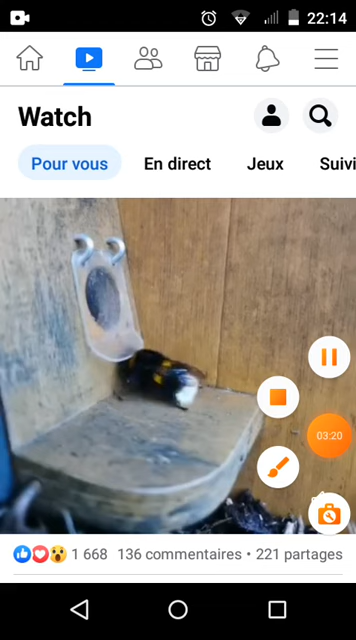 22:14
Watch
Pour vous En direct Jeux Suivi
03:20
1 668 136 commentaires • 221 partages